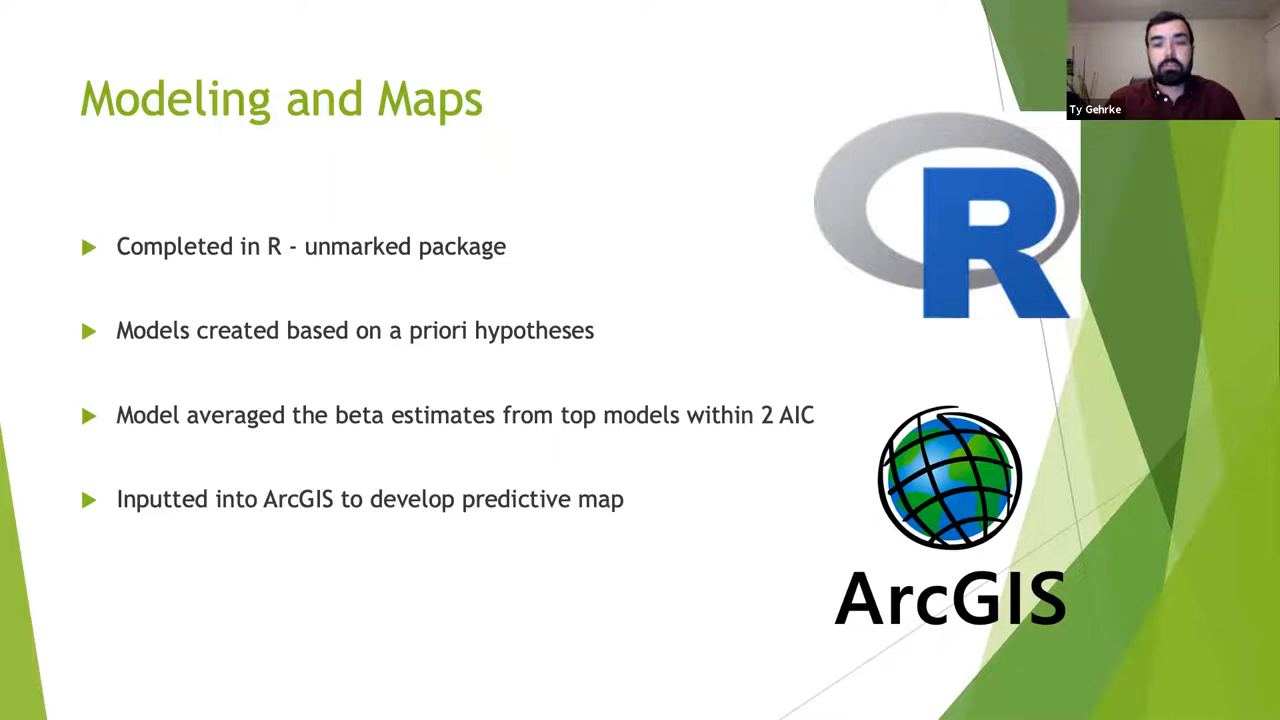 Modeling and Maps
Ty Gehrke
R
Completed in R - unmarked package
Models created based on a priori hypotheses
Model averaged the beta estimates from top models within 2 AIC
Inputted into ArcGIS to develop predictive map
ArcGIS